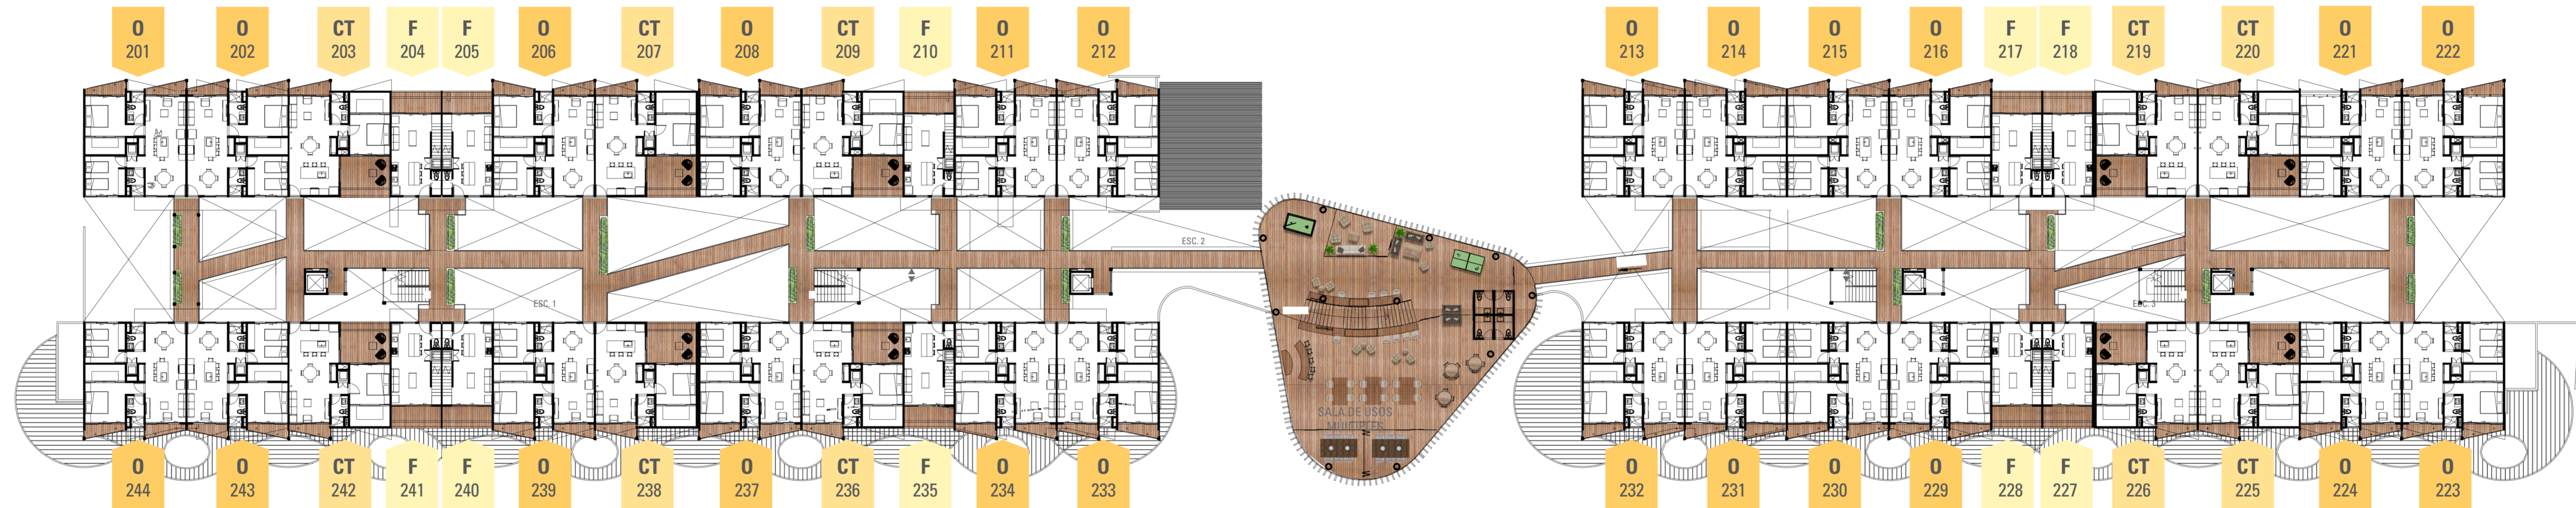 O O CT F F O CT O CT F O O O O O O F F CT CT O O
201 202 203 204 205 206 207 208 209 210 211 212 213 214 215 216 217 218 219 220 221 222
ESC. 2
ESC. 1
ESC. 3
SALA DE USOS
MÚLTIPLES
O O CT F F O CT O CT F O O O O O O F F CT CT O O
244 243 242 241 240 239 238 237 236 235 234 233 232 231 230 229 228 227 226 225 224 223